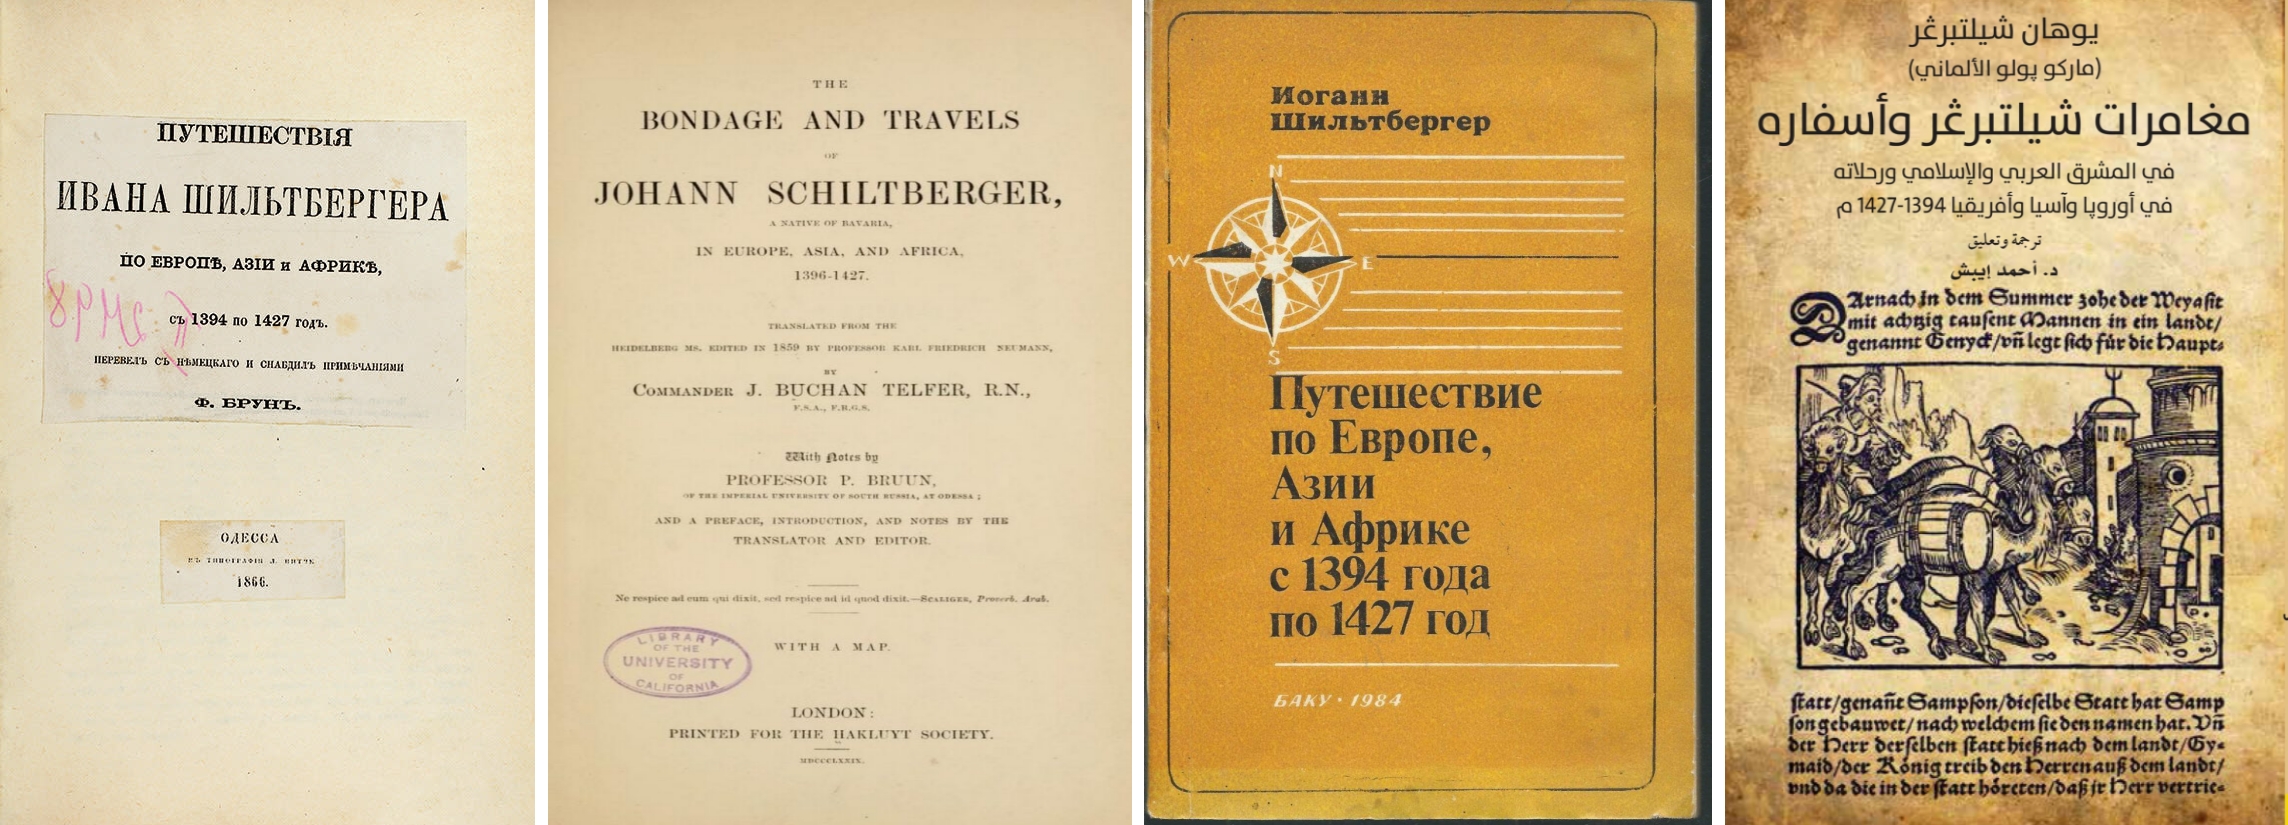 ПУТЕШЕСТВІЯ
ИВАНА ШИЛЬТБЕРГЕРА
ПО ЕВРОПѢ, АЗІИ и АФРИКѢ,
съ 1394 по 1427 годъ.
ПЕРЕВЕЛЪ СЪ НѢМЕЦКАГО И СНАБДИЛЪ ПРИМѢЧАНІЯМИ
Ф. БРУНЪ.
ОДЕССА
ВЪ ТИПОГРАФІИ Л. НИТЧЕ
1866.
THE
BONDAGE AND TRAVELS
OF
JOHANN SCHILTBERGER,
A NATIVE OF BAVARIA,
IN EUROPE, ASIA, AND AFRICA,
1396-1427.
TRANSLATED FROM THE
HEIDELBERG MS. EDITED IN 1859 BY PROFESSOR KARL FRIEDRICH NEUMANN,
BY
COMMANDER J. BUCHAN TELFER, R.N.,
F.S.A., F.R.G.S.
With Notes by
PROFESSOR P. BRUUN,
OF THE IMPERIAL UNIVERSITY OF SOUTH RUSSIA, AT ODESSA;
AND A PREFACE, INTRODUCTION, AND NOTES BY THE
TRANSLATOR AND EDITOR.
Ne respice ad eum qui dixit, sed respice ad id quod dixit.—SCALIGER, Proverb. Arab.
LIBRARY
OF THE
UNIVERSITY
OF
CALIFORNIA
WITH A MAP.
LONDON:
PRINTED FOR THE HAKLUYT SOCIETY.
MDCCCLXXIX.
Иоганн
Шильтбергер
N
W E
S
Путешествие
по Европе,
Азии
и Африке
с 1394 года
по 1427 год
БАКУ · 1984
يوهان شيلتبرڠر
(ماركو پولو الألماني)
مغامرات شيلتبرڠر وأسفاره
في المشرق العربي والإسلامي ورحلاته
في أوروپا وآسيا وأفريقيا 1394-1427 م
ترجمة وتعليق
د. أحمد إيبش
DArnach in dem Summer zohe der Weyasit
mit achtzig tausent Mannen in ein landt/
genannt Genyck/vñ legt sich für die Haupt-
statt/genañt Sampson/dieselbe Statt hat Samp
son gebauwet/nach welchem sie den namen hat. Vñ
der Herr derselben statt hieß nach dem landt/Gy-
maid/der König treib den Herren auß dem landt/
vnd da die in der statt höreten/daß jr Herr vertrie-